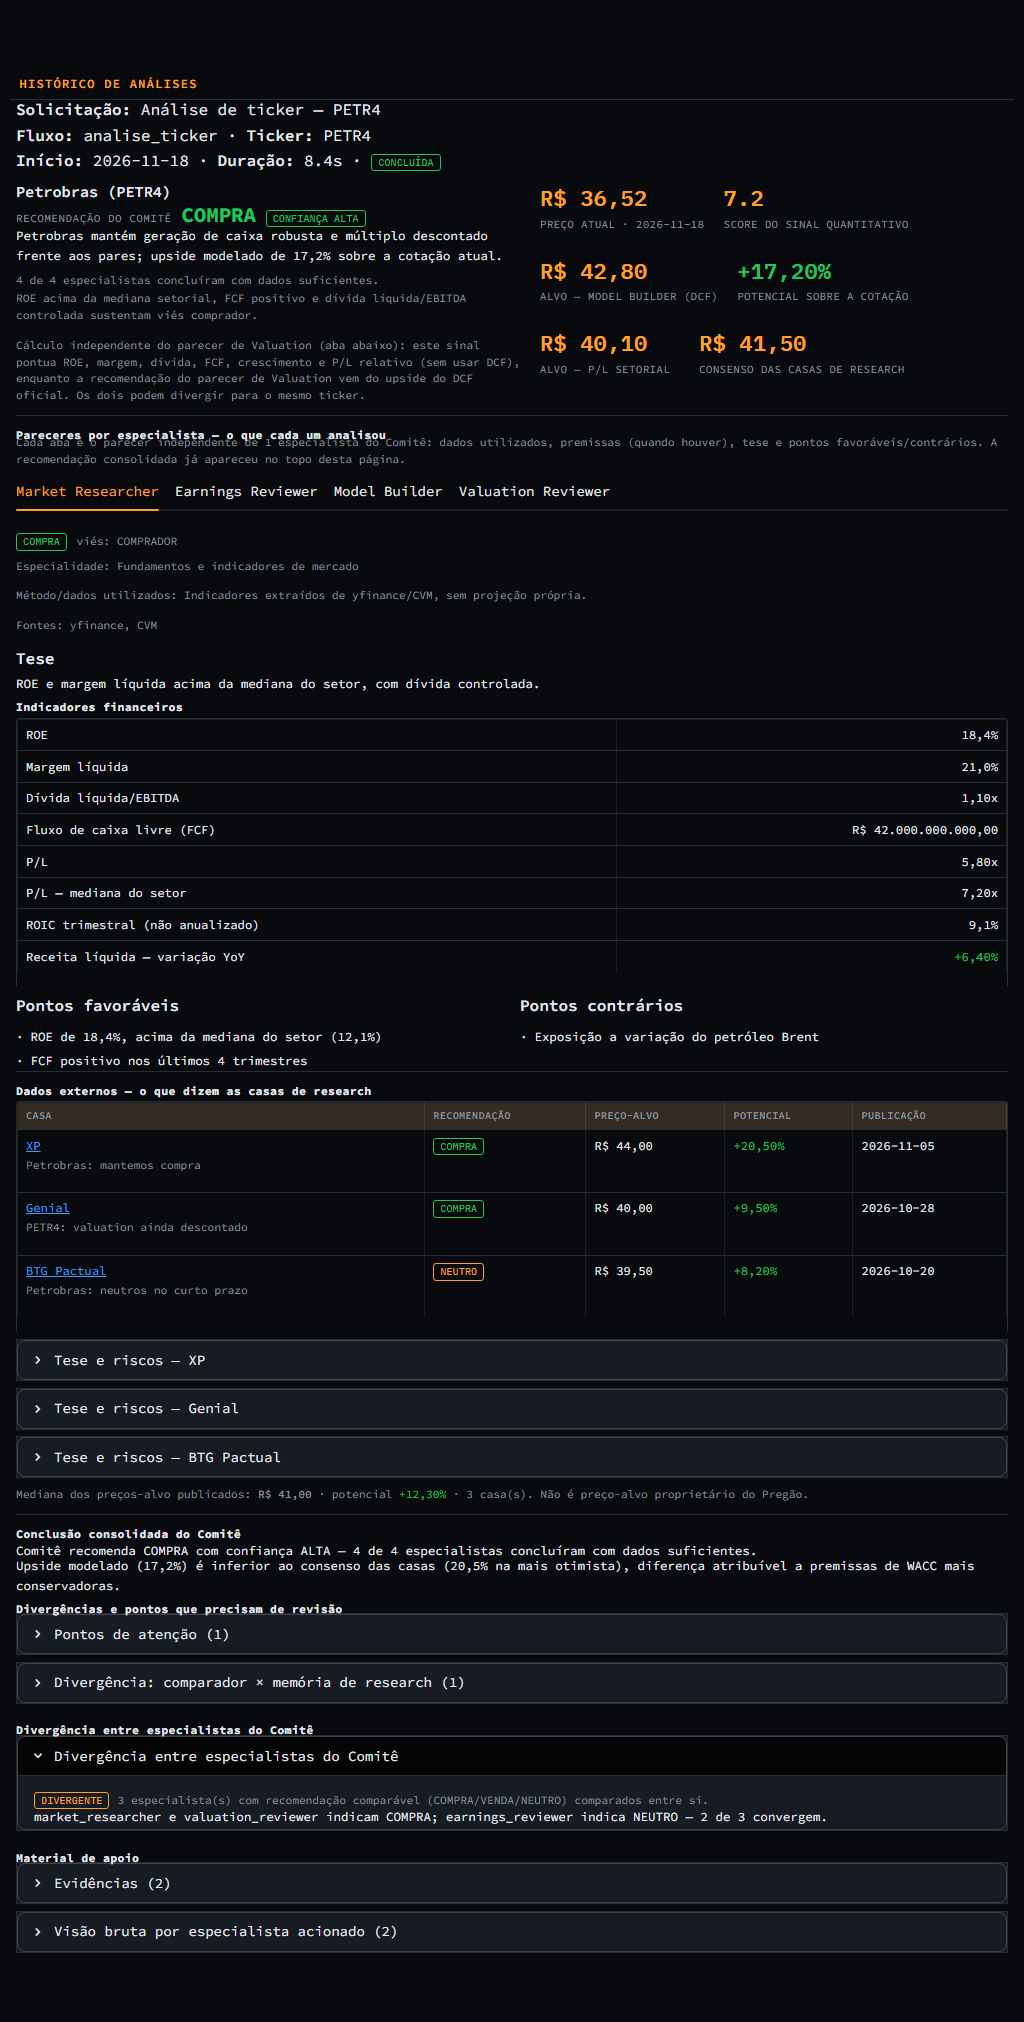 HISTÓRICO DE ANÁLISES
Solicitação: Análise de ticker — PETR4
Fluxo: analise_ticker · Ticker: PETR4
Início: 2026-11-18 · Duração: 8.4s · CONCLUÍDA
Petrobras (PETR4)
RECOMENDAÇÃO DO COMITÊ COMPRA CONFIANÇA ALTA
Petrobras mantém geração de caixa robusta e múltiplo descontado
frente aos pares; upside modelado de 17,2% sobre a cotação atual.
4 de 4 especialistas concluíram com dados suficientes.
ROE acima da mediana setorial, FCF positivo e dívida líquida/EBITDA
controlada sustentam viés comprador.
Cálculo independente do parecer de Valuation (aba abaixo): este sinal
pontua ROE, margem, dívida, FCF, crescimento e P/L relativo (sem usar DCF),
enquanto a recomendação do parecer de Valuation vem do upside do DCF
oficial. Os dois podem divergir para o mesmo ticker.
R$ 36,52 7.2
PREÇO ATUAL · 2026-11-18 SCORE DO SINAL QUANTITATIVO
R$ 42,80 +17,20%
ALVO — MODEL BUILDER (DCF) POTENCIAL SOBRE A COTAÇÃO
R$ 40,10 R$ 41,50
ALVO — P/L SETORIAL CONSENSO DAS CASAS DE RESEARCH
Pareceres por especialista — o que cada um analisou
Cada aba é o parecer independente de 1 especialista do Comitê: dados utilizados, premissas (quando houver), tese e pontos favoráveis/contrários. A
recomendação consolidada já apareceu no topo desta página.
Market Researcher Earnings Reviewer Model Builder Valuation Reviewer
COMPRA viés: COMPRADOR
Especialidade: Fundamentos e indicadores de mercado
Método/dados utilizados: Indicadores extraídos de yfinance/CVM, sem projeção própria.
Fontes: yfinance, CVM
Tese
ROE e margem líquida acima da mediana do setor, com dívida controlada.
Indicadores financeiros
ROE 18,4%
Margem líquida 21,0%
Dívida líquida/EBITDA 1,10x
Fluxo de caixa livre (FCF) R$ 42.000.000.000,00
P/L 5,80x
P/L — mediana do setor 7,20x
ROIC trimestral (não anualizado) 9,1%
Receita líquida — variação YoY +6,40%
Pontos favoráveis
· ROE de 18,4%, acima da mediana do setor (12,1%)
· FCF positivo nos últimos 4 trimestres
Pontos contrários
· Exposição a variação do petróleo Brent
Dados externos — o que dizem as casas de research
CASA RECOMENDAÇÃO PREÇO-ALVO POTENCIAL PUBLICAÇÃO
XP COMPRA R$ 44,00 +20,50% 2026-11-05
Petrobras: mantemos compra
Genial COMPRA R$ 40,00 +9,50% 2026-10-28
PETR4: valuation ainda descontado
BTG Pactual NEUTRO R$ 39,50 +8,20% 2026-10-20
Petrobras: neutros no curto prazo
Tese e riscos — XP
Tese e riscos — Genial
Tese e riscos — BTG Pactual
Mediana dos preços-alvo publicados: R$ 41,00 · potencial +12,30% · 3 casa(s). Não é preço-alvo proprietário do Pregão.
Conclusão consolidada do Comitê
Comitê recomenda COMPRA com confiança ALTA — 4 de 4 especialistas concluíram com dados suficientes.
Upside modelado (17,2%) é inferior ao consenso das casas (20,5% na mais otimista), diferença atribuível a premissas de WACC mais
conservadoras.
Divergências e pontos que precisam de revisão
Pontos de atenção (1)
Divergência: comparador × memória de research (1)
Divergência entre especialistas do Comitê
Divergência entre especialistas do Comitê
DIVERGENTE 3 especialista(s) com recomendação comparável (COMPRA/VENDA/NEUTRO) comparados entre si.
market_researcher e valuation_reviewer indicam COMPRA; earnings_reviewer indica NEUTRO — 2 de 3 convergem.
Material de apoio
Evidências (2)
Visão bruta por especialista acionado (2)